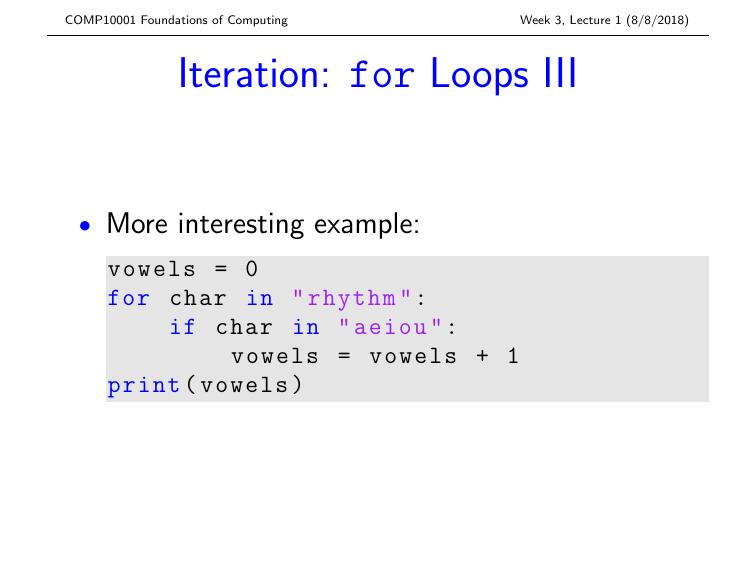 COMP10001 Foundations of Computing Week 3, Lecture 1 (8/8/2018)
Iteration: for Loops III
• More interesting example:
vowels = 0
for char in "rhythm":
    if char in "aeiou":
        vowels = vowels + 1
print(vowels)